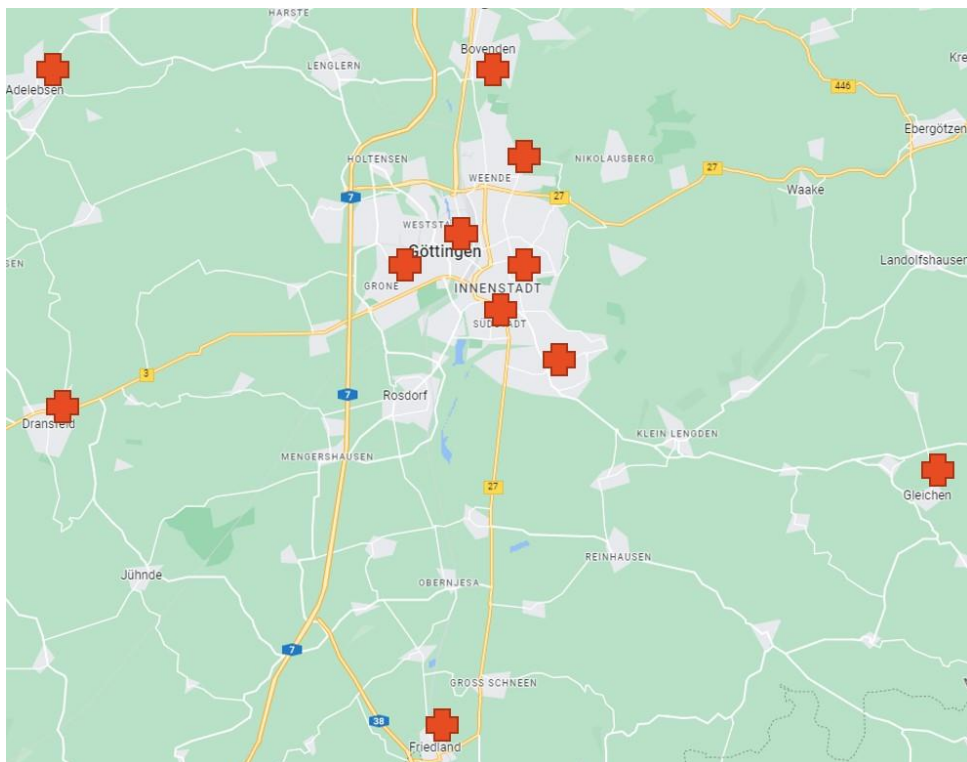 HARSTE
Bovenden
LENGLERN
Adelebsen
446
Ebergötzen
HOLTENSEN
NIKOLAUSBERG
27
WEENDE
Waake
7
27
WESTSTA
Göttingen
Landolfshausen
SEN
GRONE
INNENSTADT
SÜDSTADT
3
7
Rosdorf
Dransfeld
KLEIN LENGDEN
MENGERSHAUSEN
27
Gleichen
REINHAUSEN
Jühnde
OBERNJESA
7
GROSS SCHNEEN
38
Friedland